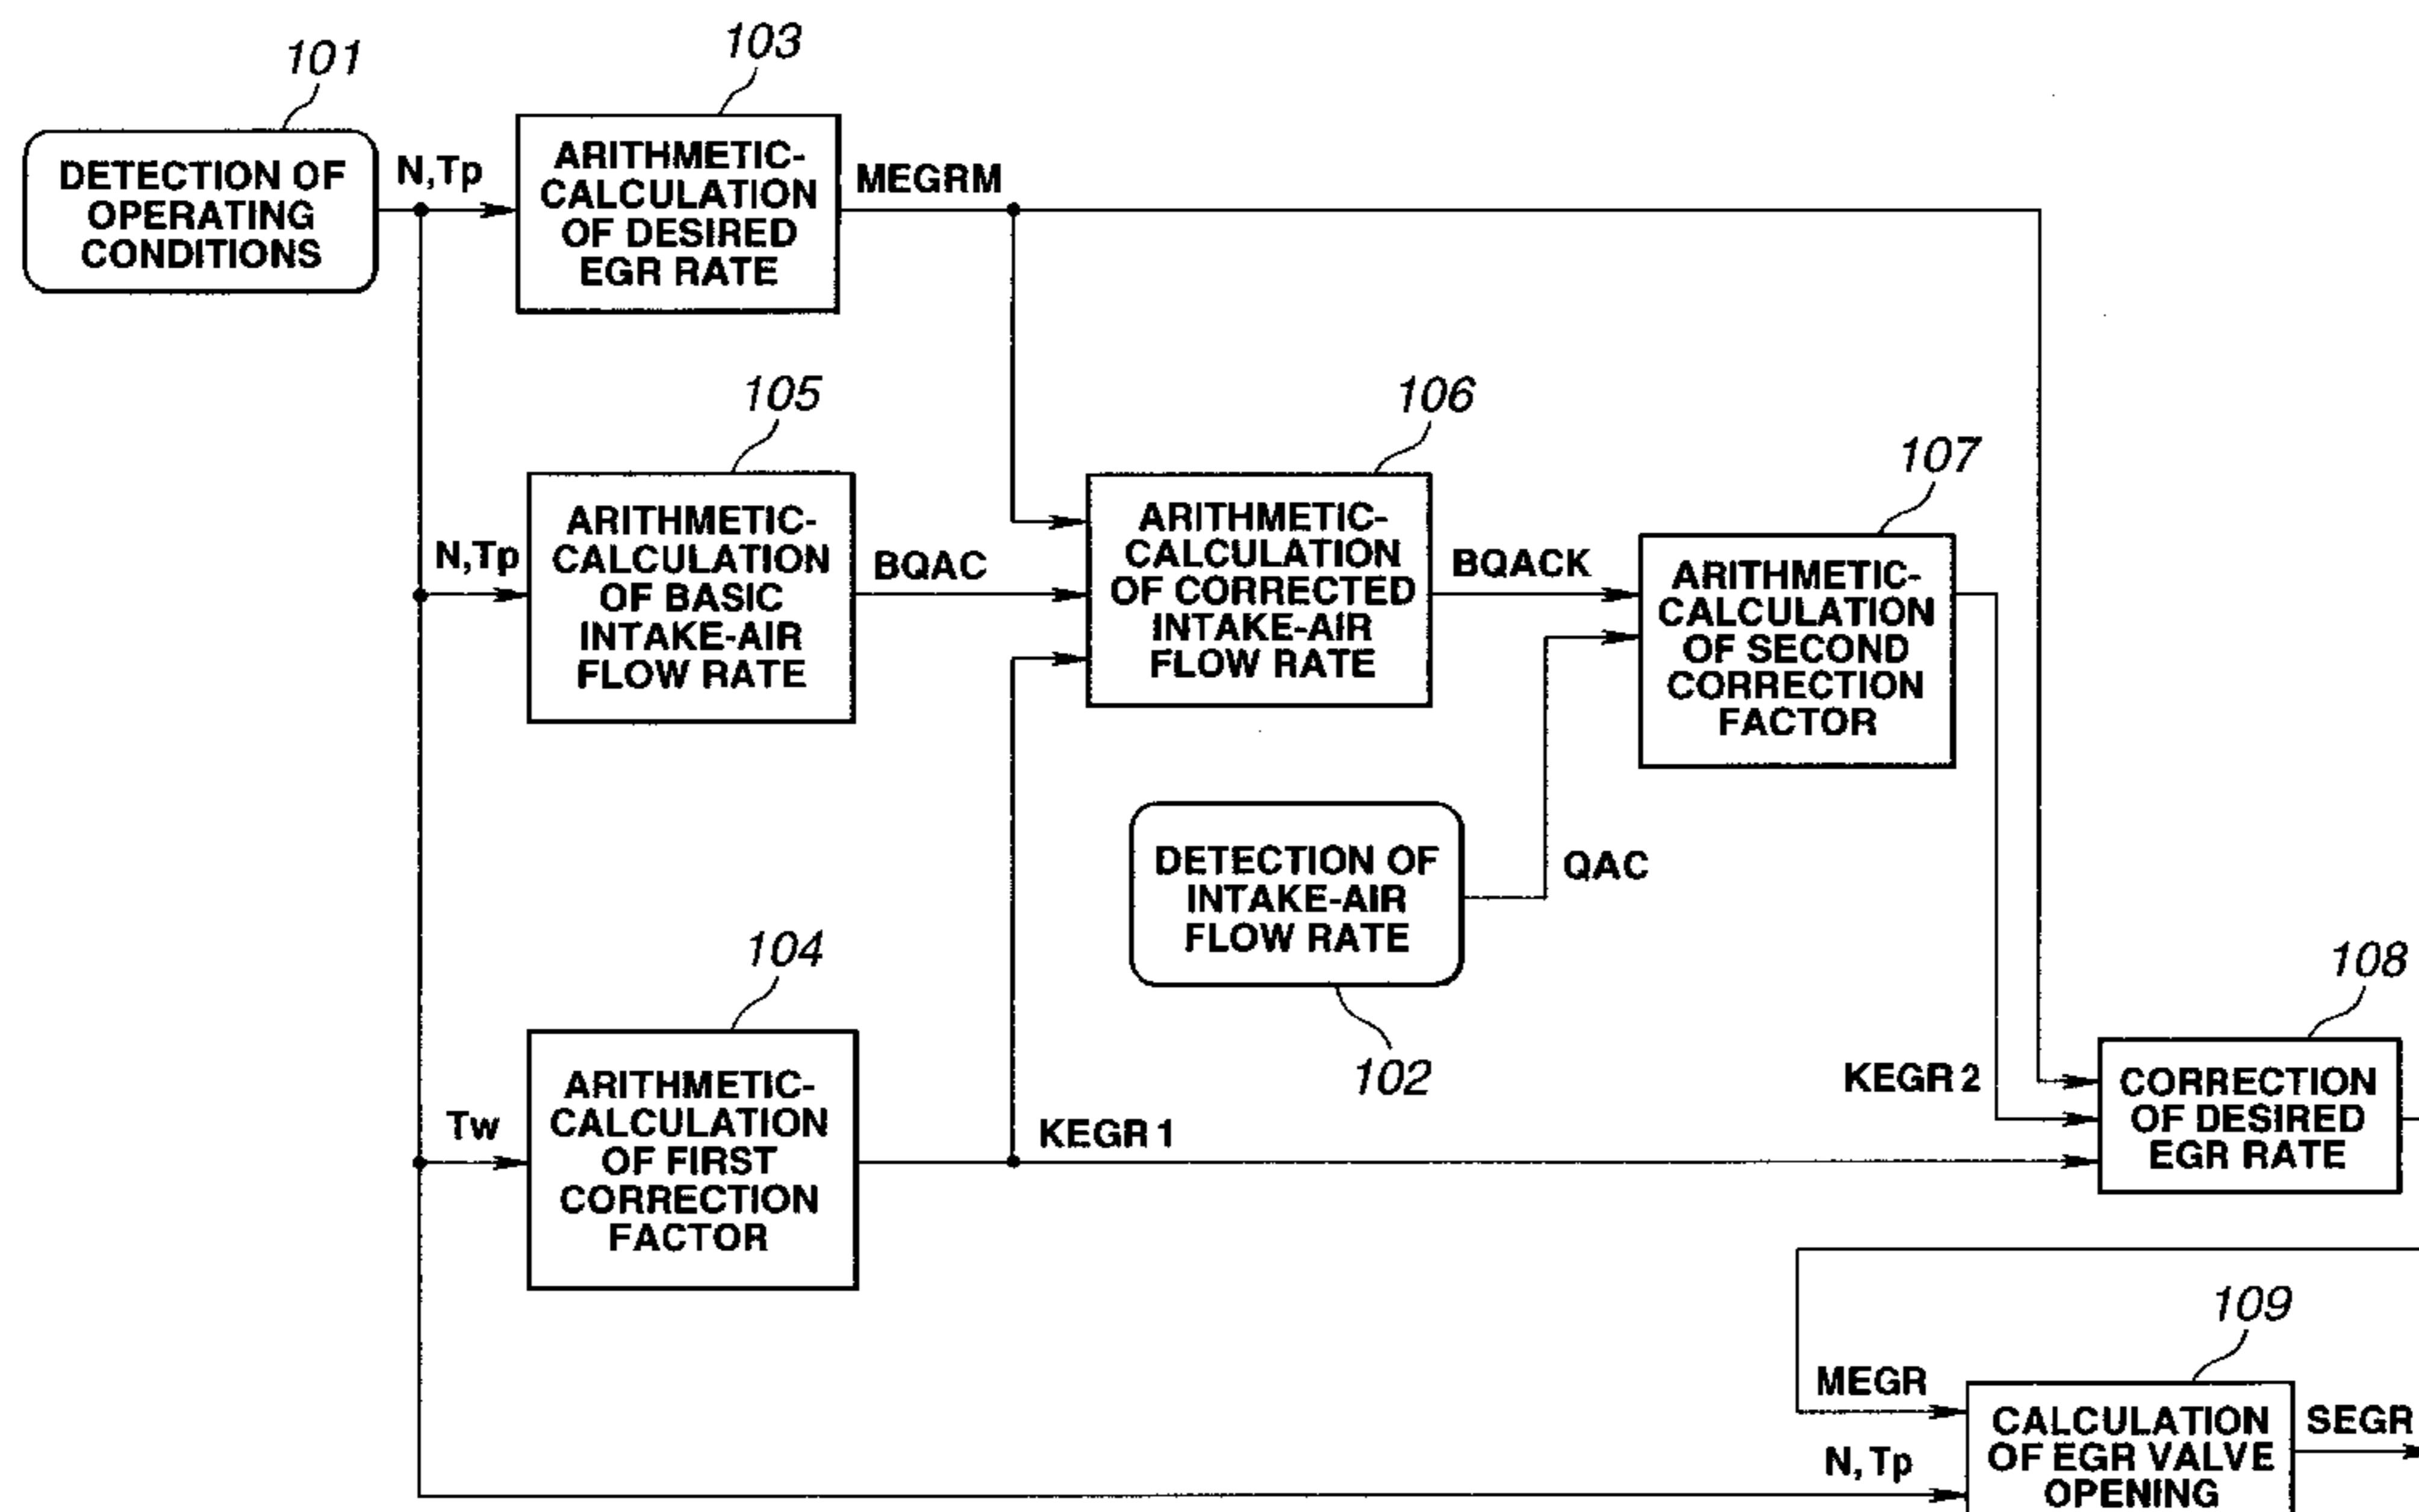 101
DETECTION OF
OPERATING
CONDITIONS
N,Tp
103
ARITHMETIC-
CALCULATION
OF DESIRED
EGR RATE
MEGRM
105
N,Tp
ARITHMETIC-
CALCULATION
OF BASIC
INTAKE-AIR
FLOW RATE
BQAC
106
ARITHMETIC-
CALCULATION
OF CORRECTED
INTAKE-AIR
FLOW RATE
BQACK
107
ARITHMETIC-
CALCULATION
OF SECOND
CORRECTION
FACTOR
DETECTION OF
INTAKE-AIR
FLOW RATE
102
QAC
104
Tw
ARITHMETIC-
CALCULATION
OF FIRST
CORRECTION
FACTOR
KEGR 1
KEGR 2
108
CORRECTION
OF DESIRED
EGR RATE
109
MEGR
N, Tp
CALCULATION
OF EGR VALVE
OPENING
SEGR